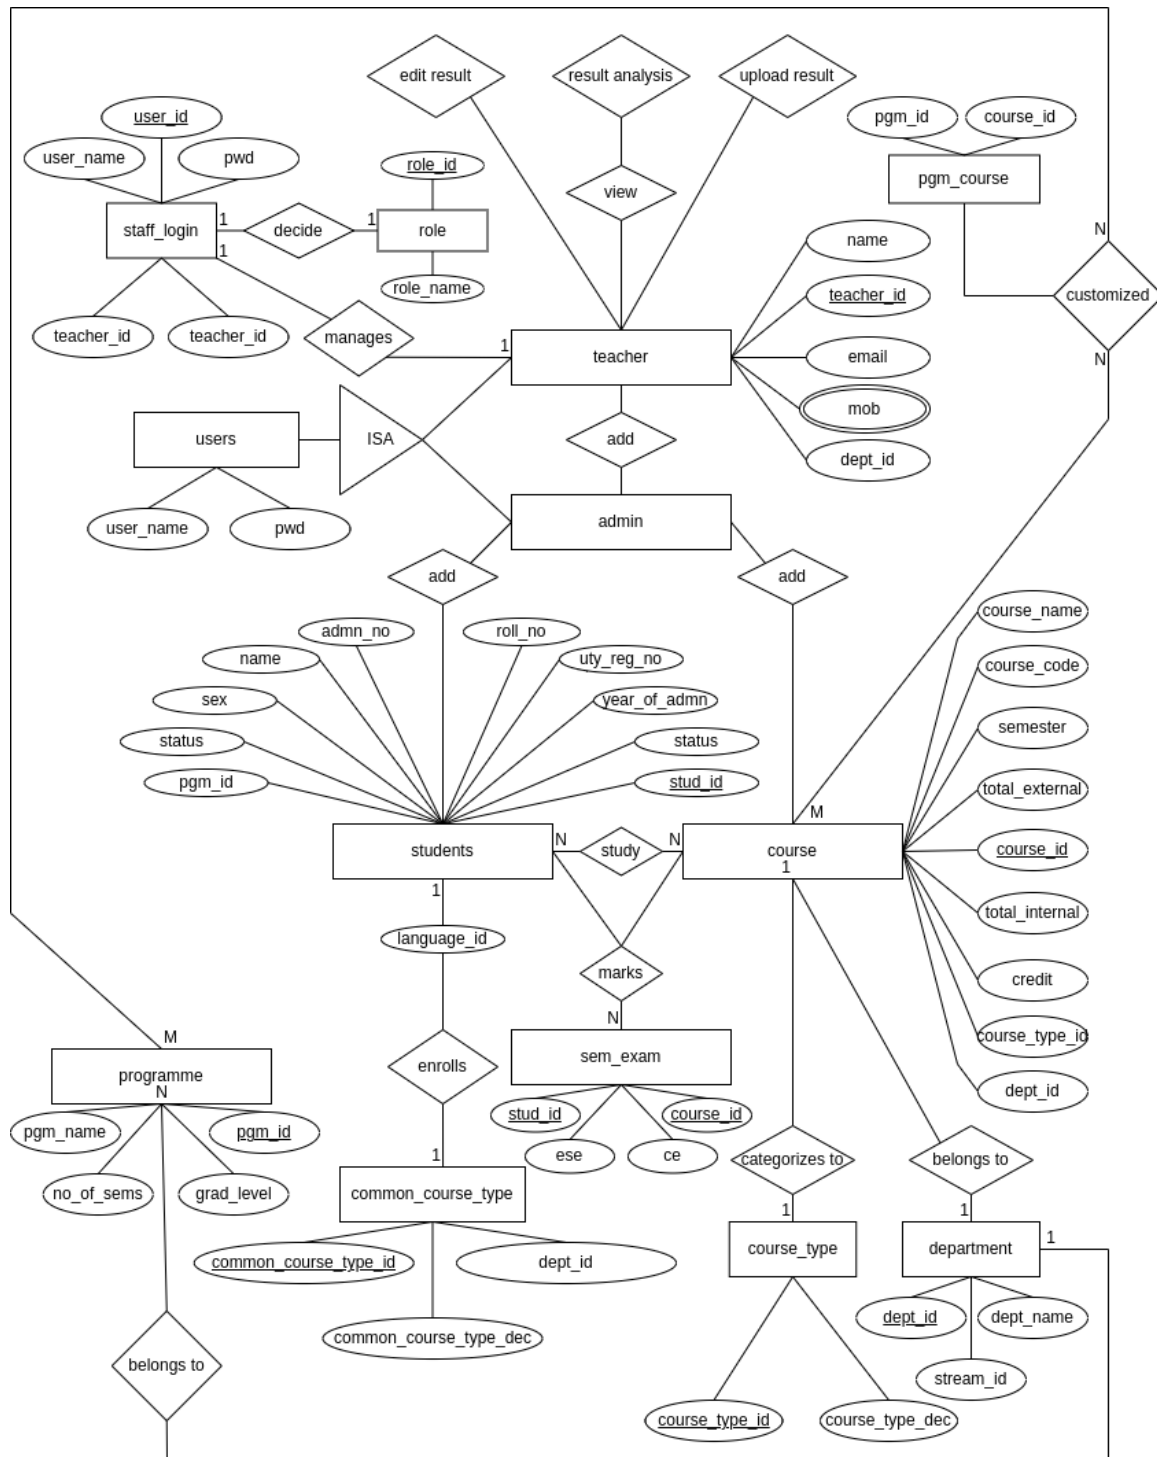 edit result
result analysis
upload result
user_id
user_name
pwd
role_id
pgm_id
course_id
view
pgm_course
staff_login
1
decide
1
role
1
N
name
role_name
teacher_id
customized
teacher_id
teacher_id
manages
1
teacher
email
N
mob
users
ISA
add
dept_id
user_name
pwd
admin
add
add
course_name
admn_no
roll_no
name
uty_reg_no
course_code
sex
year_of_admn
semester
status
status
pgm_id
stud_id
total_external
M
students
N
study
N
course
course_id
1
1
language_id
total_internal
marks
credit
N
M
course_type_id
programme
enrolls
sem_exam
N
dept_id
pgm_name
pgm_id
stud_id
course_id
ese
ce
1
categorizes to
belongs to
no_of_sems
grad_level
common_course_type
1
1
1
course_type
department
common_course_type_id
dept_id
dept_id
dept_name
common_course_type_dec
belongs to
stream_id
course_type_id
course_type_dec